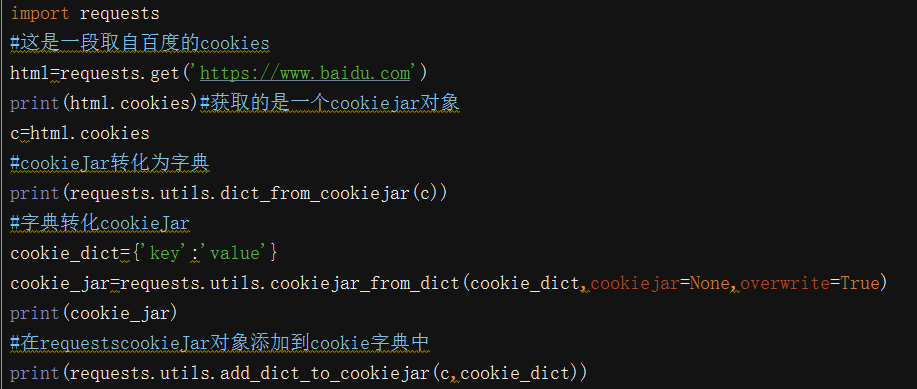 import requests
#这是一段取自百度的cookies
html=requests.get('https://www.baidu.com')
print(html.cookies)#获取的是一个cookiejar对象
c=html.cookies
#cookieJar转化为字典
print(requests.utils.dict_from_cookiejar(c))
#字典转化cookieJar
cookie_dict={'key':'value'}
cookie_jar=requests.utils.cookiejar_from_dict(cookie_dict,cookiejar=None,overwrite=True)
print(cookie_jar)
#在requestscookieJar对象添加到cookie字典中
print(requests.utils.add_dict_to_cookiejar(c,cookie_dict))